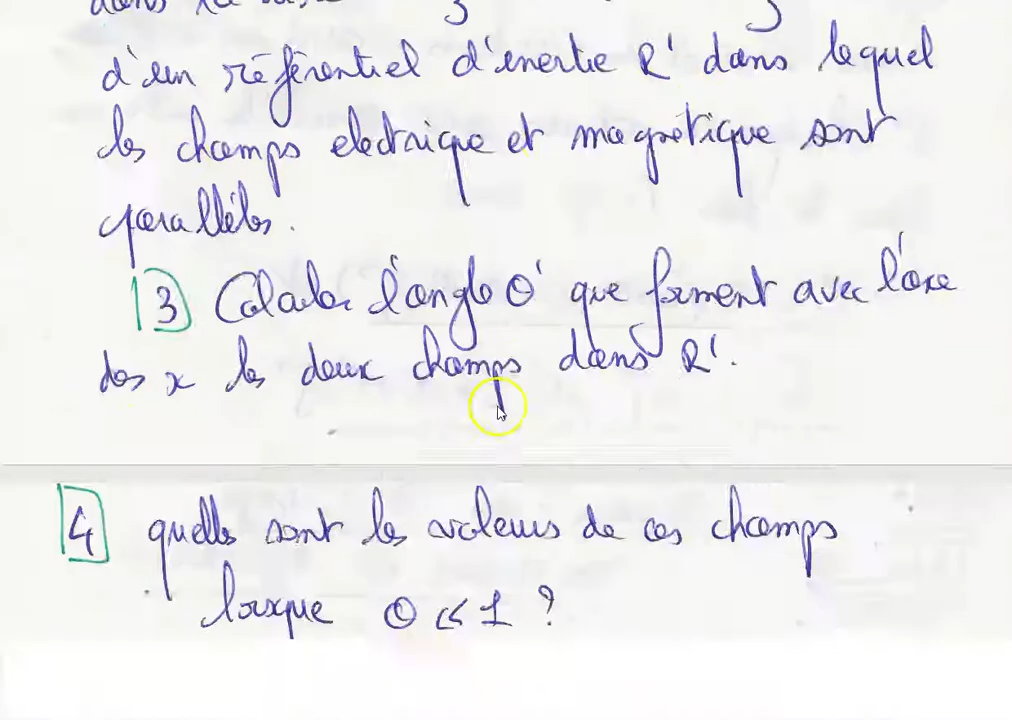 d'un référentiel d'inertie R' dans lequel
les champs electrique et magnétique sont
parallèles.
3 Calculer l'angle θ' que forment avec l'axe
des x les deux champs dans R'.
4 quelles sont les valeurs de ces champs
lorsque θ << 1 ?